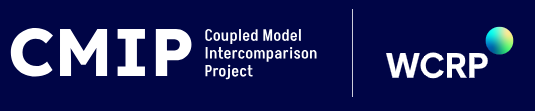 CMIP
Coupled Model
Intercomparison
Project
WCRP